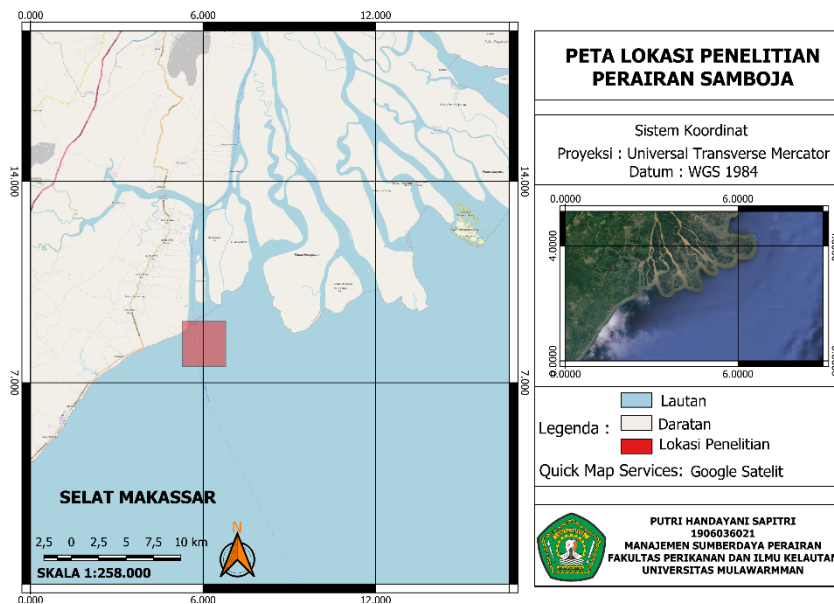 0.000 6.000 12.000
14.000 14.000
7.000 7.000
SELAT MAKASSAR
N
2,5 0 2,5 5 7,5 10 km
SKALA 1:258.000
0.000 6.000 12.000
PETA LOKASI PENELITIAN
PERAIRAN SAMBOJA
Sistem Koordinat
Proyeksi : Universal Transverse Mercator
Datum : WGS 1984
0.0000 6.0000
4.0000
0.0000 6.0000
Legenda :
Lautan
Daratan
Lokasi Penelitian
Quick Map Services: Google Satelit
PUTRI HANDAYANI SAPITRI
1906036021
MANAJEMEN SUMBERDAYA PERAIRAN
FAKULTAS PERIKANAN DAN ILMU KELAUTAN
UNIVERSITAS MULAWARMMAN